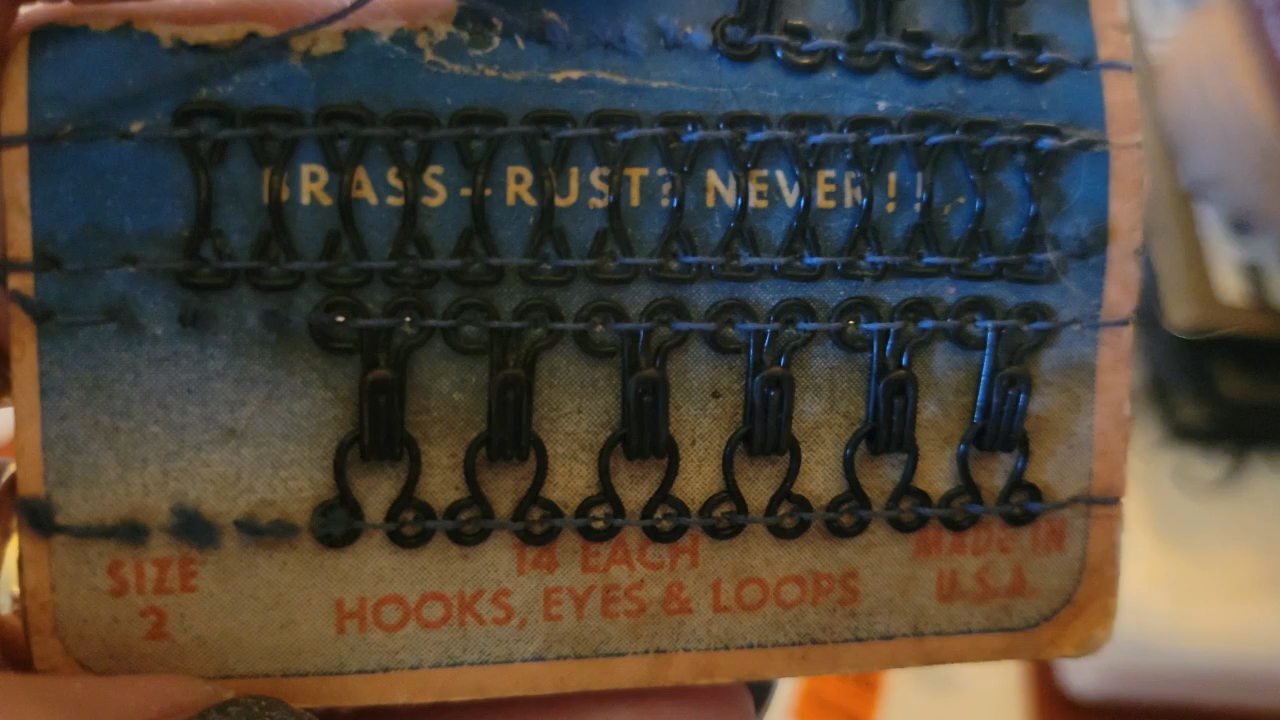 BRASS—RUST? NEVER!!
SIZE
2
14 EACH
HOOKS, EYES & LOOPS
MADE IN
U.S.A.